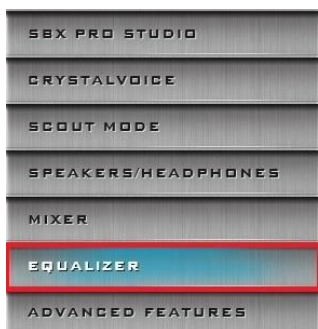 SBX PRO STUDIO
CRYSTALVOICE
SCOUT MODE
SPEAKERS/HEADPHONES
MIXER
EQUALIZER
ADVANCED FEATURES